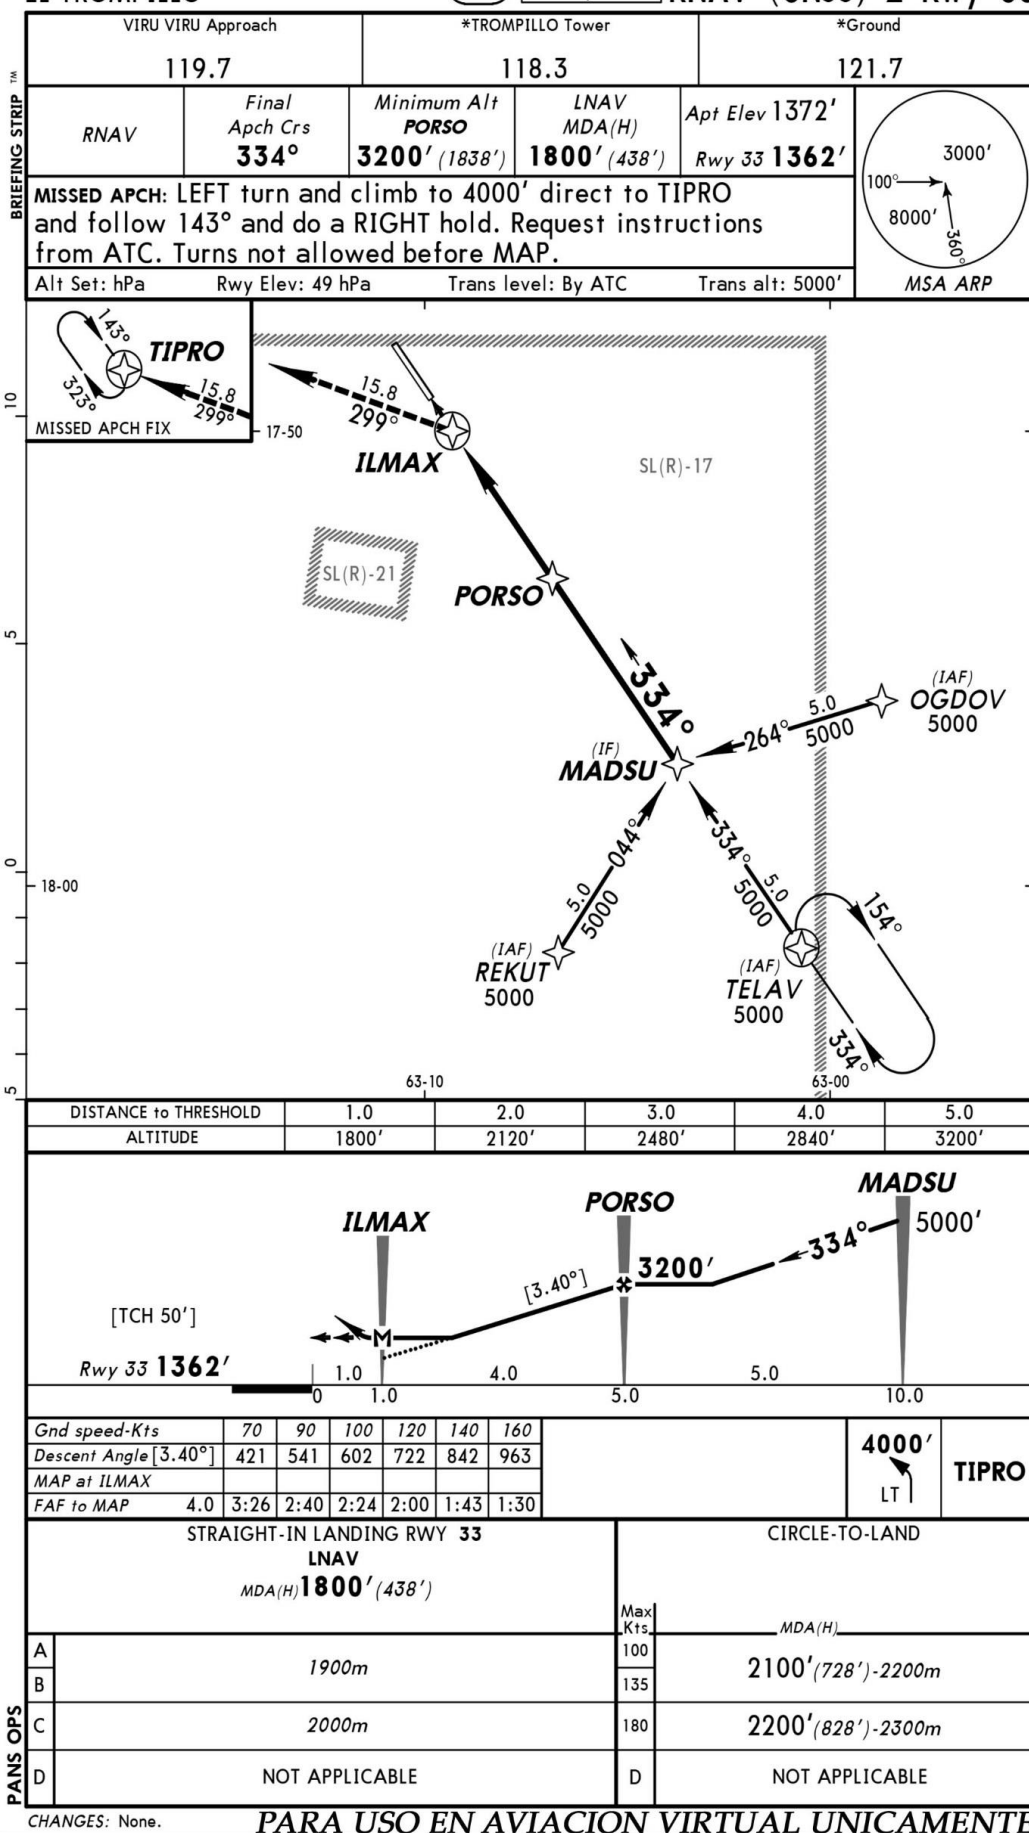 VIRU VIRU Approach *TROMPILLO Tower *Ground
119.7 118.3 121.7
BRIEFING STRIP TM
RNAV
Final
Apch Crs
334°
Minimum Alt
PORSO
3200' (1838')
LNAV
MDA(H)
1800' (438')
Apt Elev 1372'
Rwy 33 1362'
3000'
100°
8000'
360°
MSA ARP
MISSED APCH: LEFT turn and climb to 4000' direct to TIPRO
and follow 143° and do a RIGHT hold. Request instructions
from ATC. Turns not allowed before MAP.
Alt Set: hPa Rwy Elev: 49 hPa Trans level: By ATC Trans alt: 5000'
143°
TIPRO
323°
15.8
299°
MISSED APCH FIX
15.8
299°
10
17-50
ILMAX
SL(R)-17
SL(R)-21
PORSO
5
334°
(IAF)
OGDOV
5000
5.0
264°
5000
(IF)
MADSU
044°
5.0
5000
334°
5.0
5000
0
18-00
154°
(IAF)
REKUT
5000
(IAF)
TELAV
5000
334°
5
63-10 63-00
DISTANCE to THRESHOLD 1.0 2.0 3.0 4.0 5.0
ALTITUDE 1800' 2120' 2480' 2840' 3200'
MADSU
PORSO
ILMAX
5000'
334°
3200'
[3.40°]
[TCH 50']
M
Rwy 33 1362'
1.0 4.0 5.0
0 1.0 5.0 10.0
Gnd speed-Kts 70 90 100 120 140 160
Descent Angle [3.40°] 421 541 602 722 842 963
MAP at ILMAX
FAF to MAP 4.0 3:26 2:40 2:24 2:00 1:43 1:30
4000'
LT
TIPRO
STRAIGHT-IN LANDING RWY 33
LNAV
MDA(H) 1800' (438')
CIRCLE-TO-LAND
Max
Kts
MDA(H)
A
B
1900m
100
135
2100' (728')-2200m
C 2000m 180 2200' (828')-2300m
D NOT APPLICABLE D NOT APPLICABLE
PANS OPS
CHANGES: None. PARA USO EN AVIACION VIRTUAL UNICAMENTE